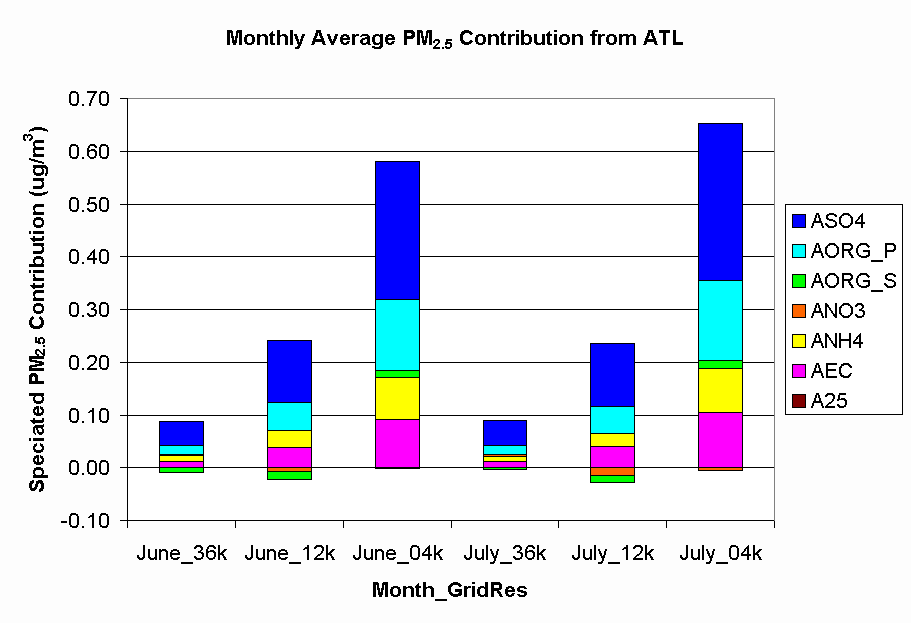 Monthly Average PM2.5 Contribution from ATL
Speciated PM2.5 Contribution (ug/m3)
0.70
0.60
0.50
0.40
0.30
0.20
0.10
0.00
-0.10
ASO4
AORG_P
AORG_S
ANO3
ANH4
AEC
A25
June_36k June_12k June_04k July_36k July_12k July_04k
Month_GridRes